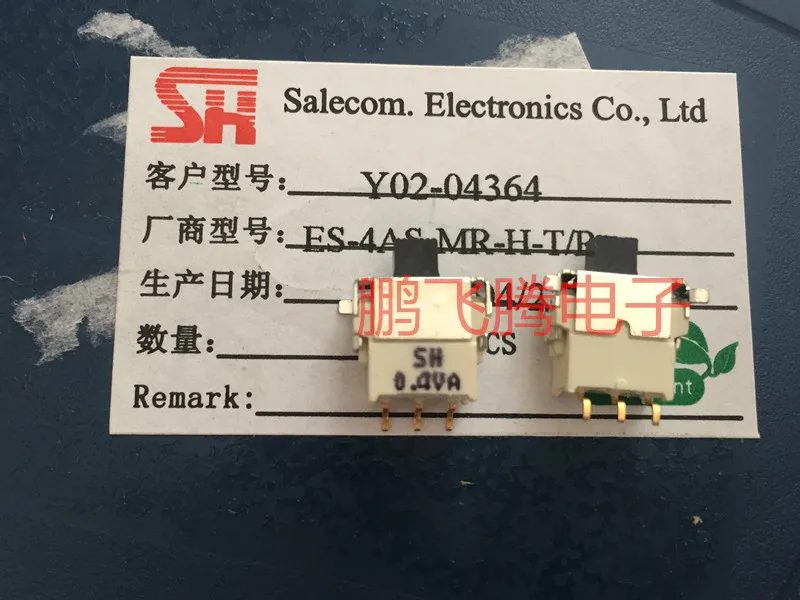 SH Salecom. Electronics Co., Ltd
客户型号: Y02-04364
厂商型号: ES-4AS-MR-H-T/R
生产日期:
鹏飞腾电子
数量: CS
SH
0.4VA
Remark: